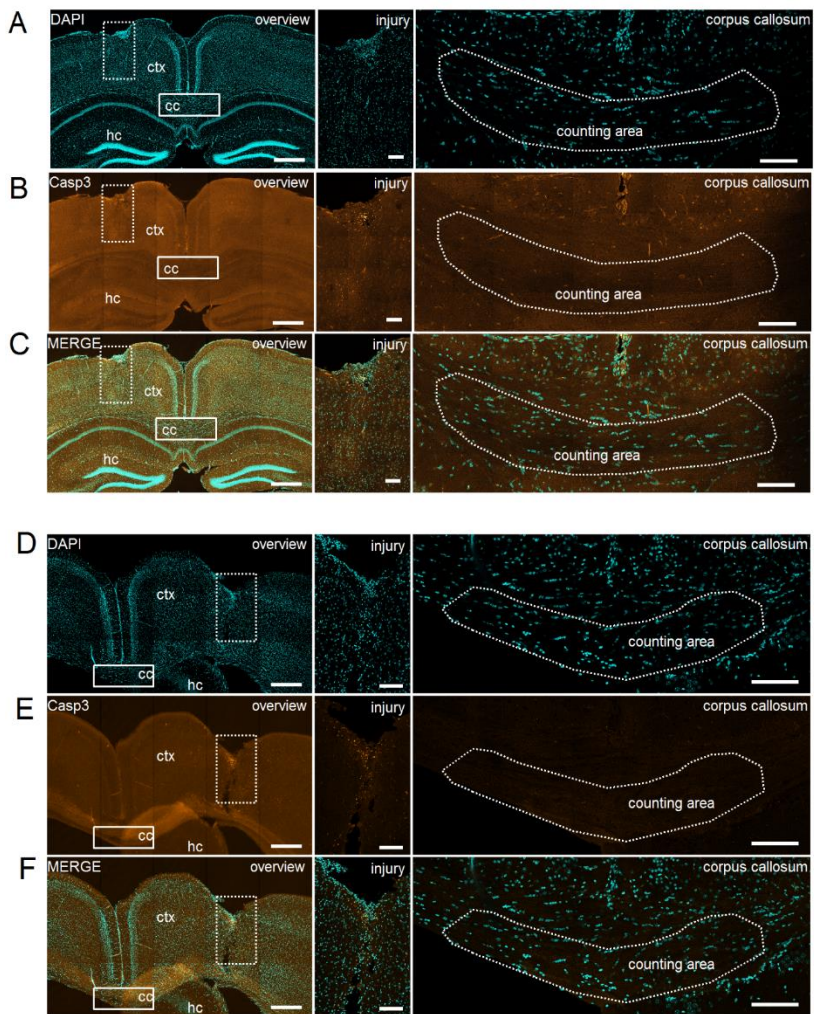 A
DAPI overview injury corpus callosum
ctx
cc
hc
counting area
B
Casp3 overview injury corpus callosum
ctx
cc
hc
counting area
C
MERGE overview injury corpus callosum
ctx
cc
hc
counting area
D
DAPI overview injury corpus callosum
ctx
cc
hc
counting area
E
Casp3 overview injury corpus callosum
ctx
cc
hc
counting area
F
MERGE overview injury corpus callosum
ctx
cc
hc
counting area